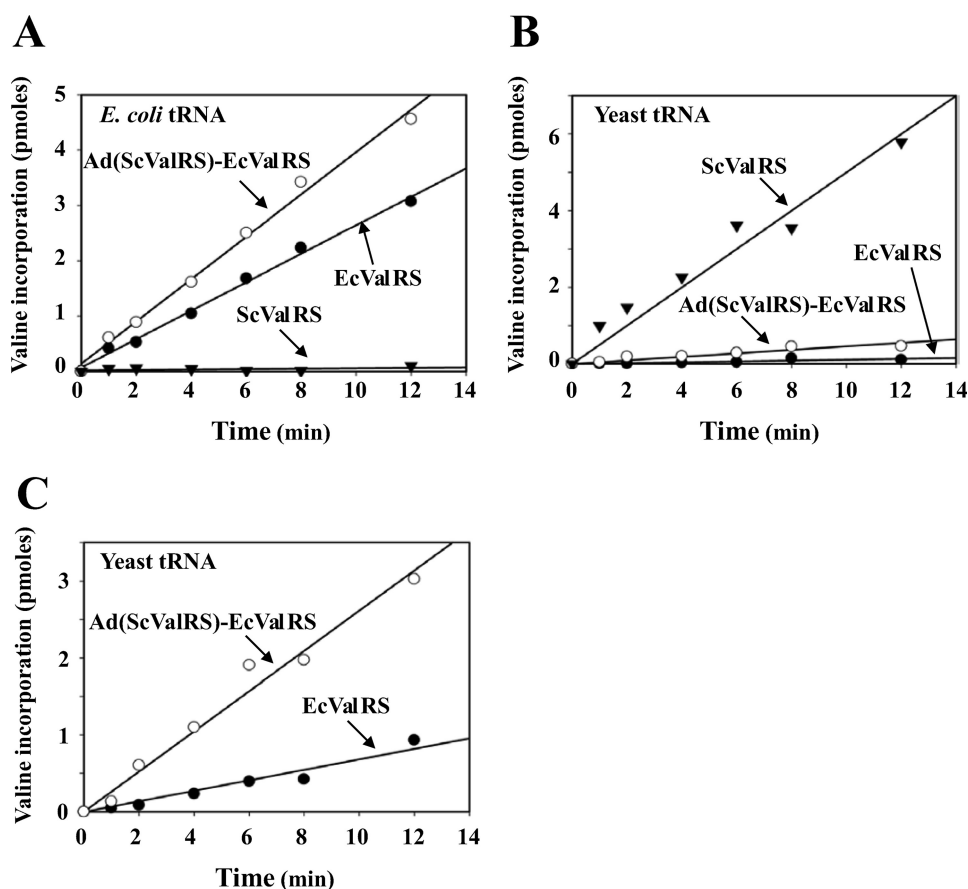 A
Valine incorporation (pmoles)
5
4
3
2
1
0
E. coli tRNA
Ad(ScValRS)-EcValRS
EcValRS
ScValRS
0 2 4 6 8 10 12 14
Time (min)
B
Valine incorporation (pmoles)
6
4
2
0
Yeast tRNA
ScValRS
EcValRS
Ad(ScValRS)-EcValRS
0 2 4 6 8 10 12 14
Time (min)
C
Valine incorporation (pmoles)
3
2
1
0
Yeast tRNA
Ad(ScValRS)-EcValRS
EcValRS
0 2 4 6 8 10 12 14
Time (min)